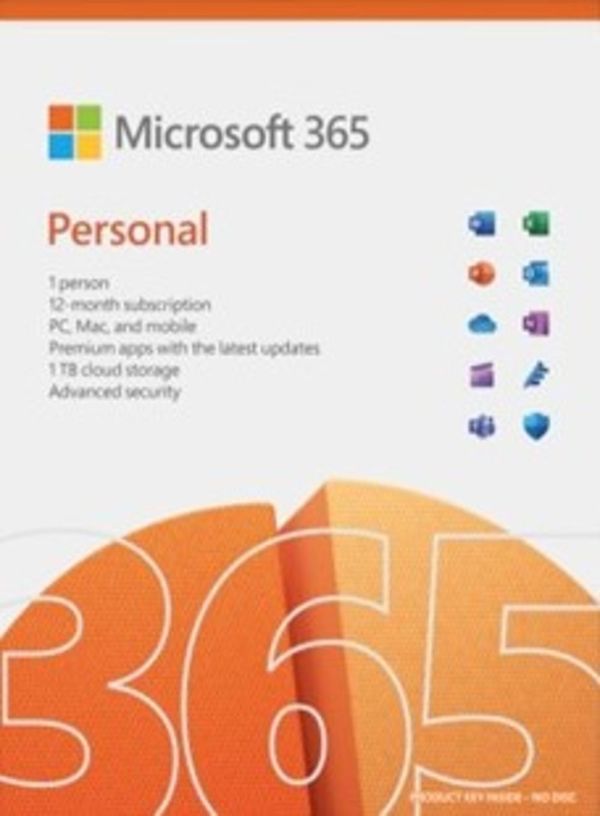 Microsoft 365
Personal
1 person
12-month subscription
PC, Mac, and mobile
Premium apps with the latest updates
1 TB cloud storage
Advanced security
365
PRODUCT KEY INSIDE - NO DISC